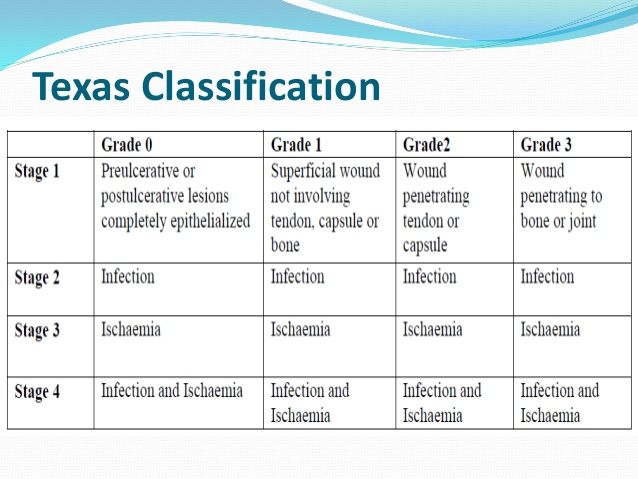 Texas Classification
Grade 0 Grade 1 Grade2 Grade 3
Stage 1 Preulcerative or Superficial wound Wound Wound
postulcerative lesions not involving penetrating penetrating to
completely epithelialized tendon, capsule or tendon or bone or joint
bone capsule
Stage 2 Infection Infection Infection Infection
Stage 3 Ischaemia Ischaemia Ischaemia Ischaemia
Stage 4 Infection and Ischaemia Infection and Infection and Infection and
Ischaemia Ischaemia Ischaemia